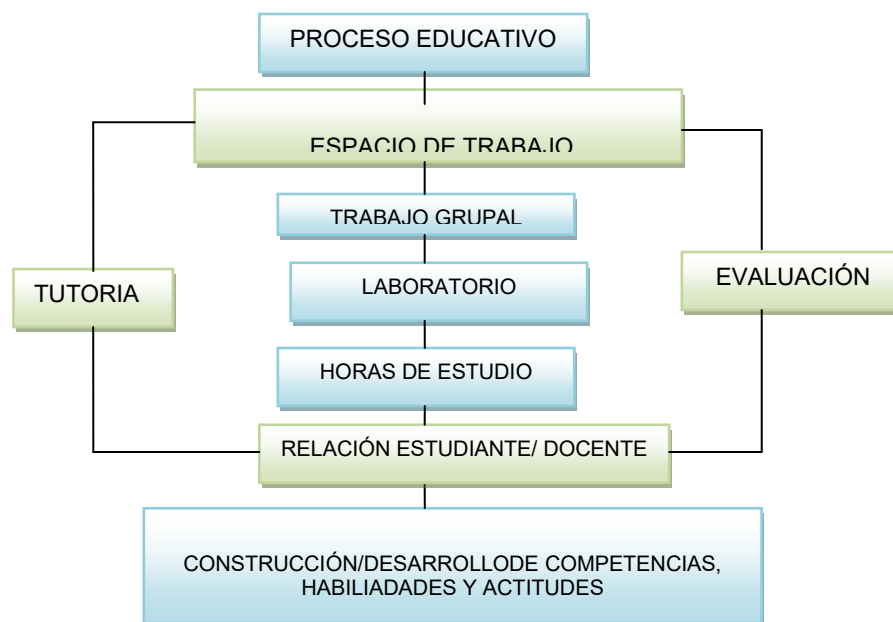 PROCESO EDUCATIVO
ESPACIO DE TRABAJO
TRABAJO GRUPAL
LABORATORIO
TUTORIA
EVALUACIÓN
HORAS DE ESTUDIO
RELACIÓN ESTUDIANTE/ DOCENTE
CONSTRUCCIÓN/DESARROLLODE COMPETENCIAS,
HABILIADADES Y ACTITUDES